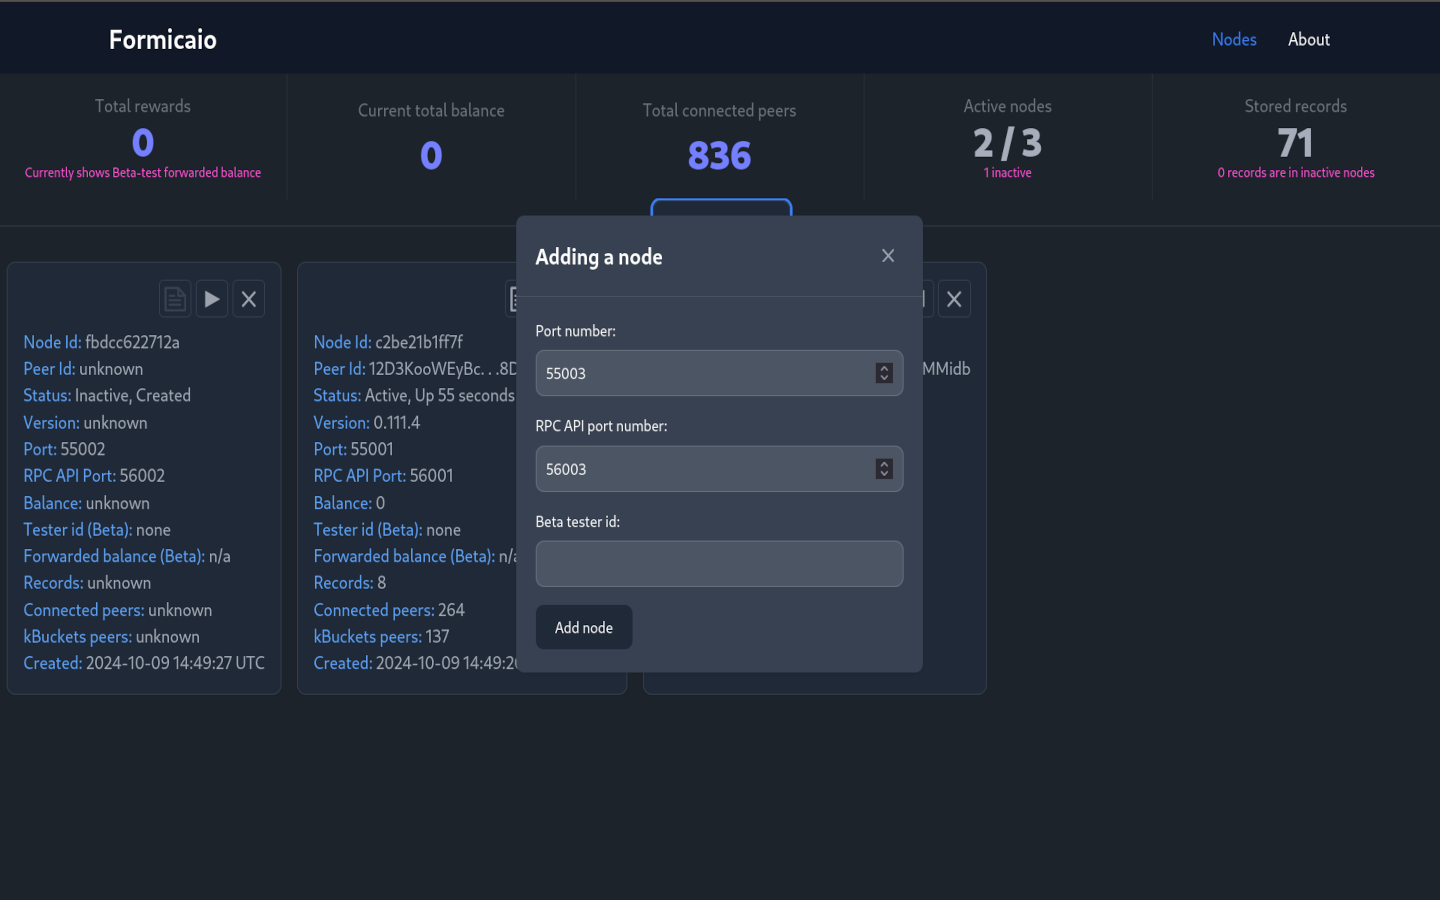 Formicaio
Nodes
About
Total rewards
0
Currently shows Beta-test forwarded balance
Current total balance
0
Total connected peers
836
Active nodes
2 / 3
1 inactive
Stored records
71
0 records are in inactive nodes
Node Id: fbdcc622712a
Peer Id: unknown
Status: Inactive, Created
Version: unknown
Port: 55002
RPC API Port: 56002
Balance: unknown
Tester id (Beta): none
Forwarded balance (Beta): n/a
Records: unknown
Connected peers: unknown
kBuckets peers: unknown
Created: 2024-10-09 14:49:27 UTC
Node Id: c2be21b1ff7f
Peer Id: 12D3KooWEyBc. . .8D
Status: Active, Up 55 seconds
Version: 0.111.4
Port: 55001
RPC API Port: 56001
Balance: 0
Tester id (Beta): none
Forwarded balance (Beta): n/a
Records: 8
Connected peers: 264
kBuckets peers: 137
Created: 2024-10-09 14:49:2
MMidb
Adding a node
Port number:
55003
RPC API port number:
56003
Beta tester id:
Add node